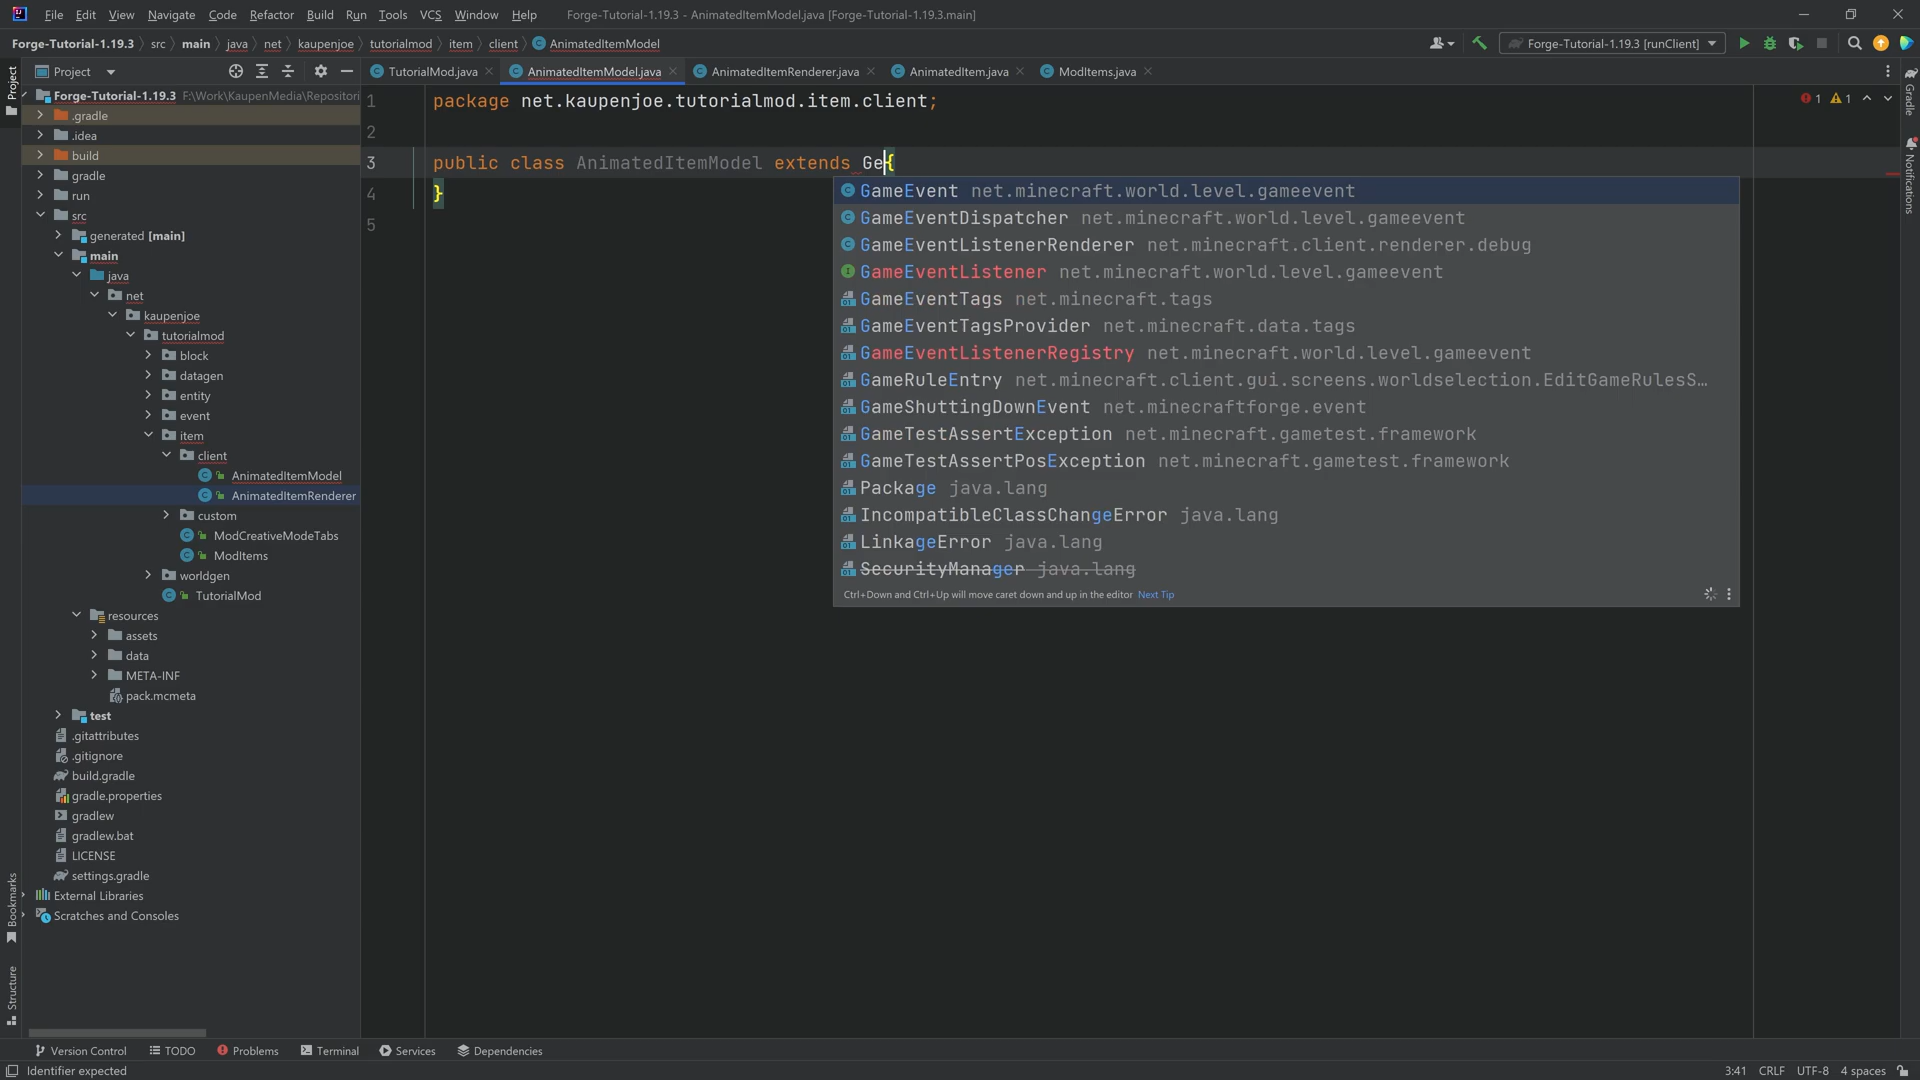 File Edit View Navigate Code Refactor Build Run Tools VCS Window Help Forge-Tutorial-1.19.3 - AnimatedItemModel.java [Forge-Tutorial-1.19.3.main]
Forge-Tutorial-1.19.3 src main java net kaupenjoe tutorialmod item client AnimatedItemModel Forge-Tutorial-1.19.3 [runClient]
Project TutorialMod.java AnimatedItemModel.java AnimatedItemRenderer.java AnimatedItem.java ModItems.java
Project
Gradle
Notifications
Bookmarks
Structure
Forge-Tutorial-1.19.3 F:\Work\KaupenMedia\Repositori
.gradle
.idea
build
gradle
run
src
generated [main]
main
java
net
kaupenjoe
tutorialmod
block
datagen
entity
event
item
client
AnimatedItemModel
AnimatedItemRenderer
custom
ModCreativeModeTabs
ModItems
worldgen
TutorialMod
resources
assets
data
META-INF
pack.mcmeta
test
.gitattributes
.gitignore
build.gradle
gradle.properties
gradlew
gradlew.bat
LICENSE
settings.gradle
External Libraries
Scratches and Consoles
1 package net.kaupenjoe.tutorialmod.item.client; 1 1
2
3 public class AnimatedItemModel extends Ge{
4 }
5
GameEvent net.minecraft.world.level.gameevent
GameEventDispatcher net.minecraft.world.level.gameevent
GameEventListenerRenderer net.minecraft.client.renderer.debug
GameEventListener net.minecraft.world.level.gameevent
GameEventTags net.minecraft.tags
GameEventTagsProvider net.minecraft.data.tags
GameEventListenerRegistry net.minecraft.world.level.gameevent
GameRuleEntry net.minecraft.client.gui.screens.worldselection.EditGameRulesS…
GameShuttingDownEvent net.minecraftforge.event
GameTestAssertException net.minecraft.gametest.framework
GameTestAssertPosException net.minecraft.gametest.framework
Package java.lang
IncompatibleClassChangeError java.lang
LinkageError java.lang
SecurityManager java.lang
Ctrl+Down and Ctrl+Up will move caret down and up in the editor Next Tip
Version Control TODO Problems Terminal Services Dependencies
Identifier expected 3:41 CRLF UTF-8 4 spaces